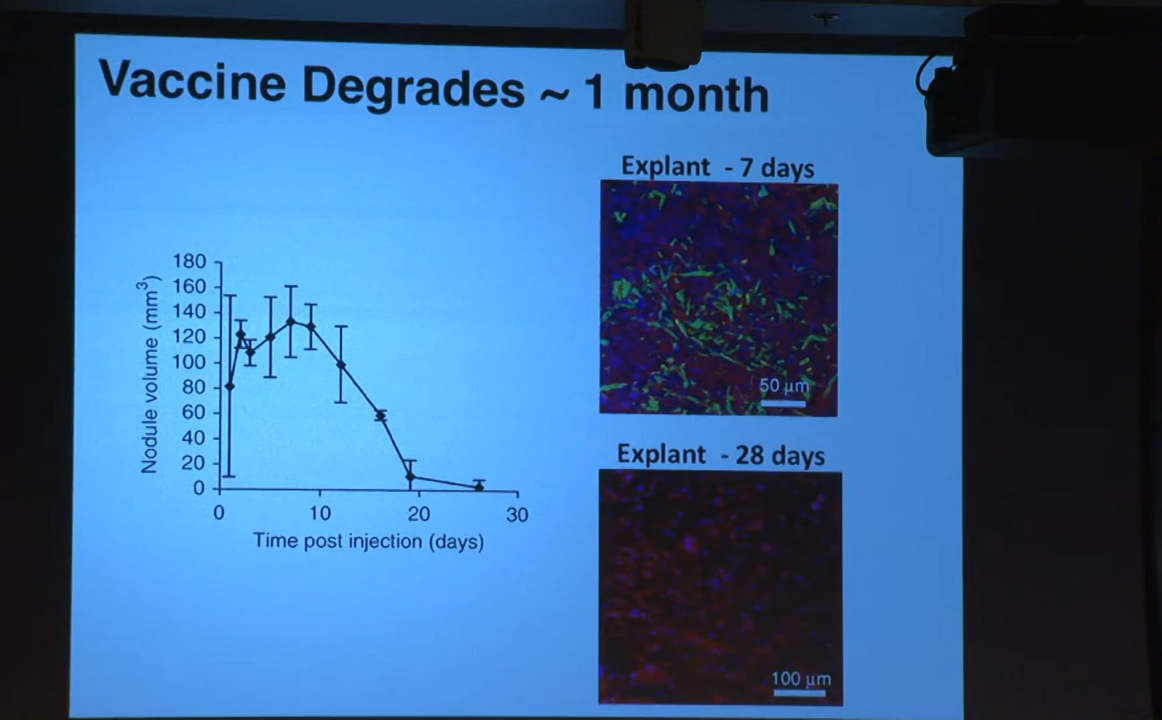 Vaccine Degrades ~ 1 month
Explant - 7 days
50 µm
Explant - 28 days
100 µm
Nodule volume (mm³)
180
160
140
120
100
80
60
40
20
0
0 10 20 30
Time post injection (days)